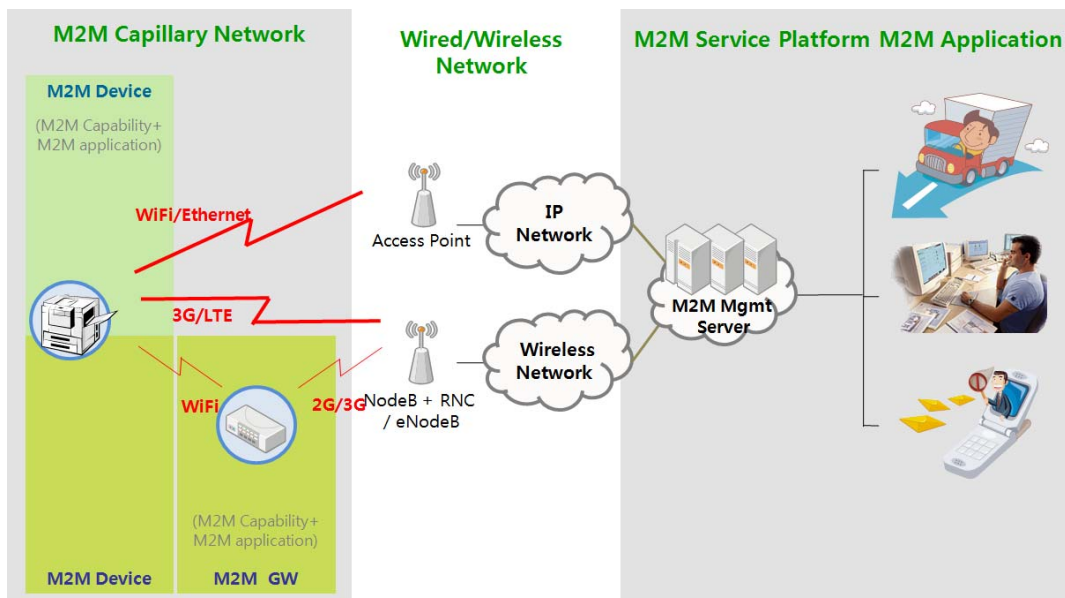 M2M Capillary Network
Wired/Wireless
Network
M2M Service Platform M2M Application
M2M Device
(M2M Capability+
M2M application)
WiFi/Ethernet
Access Point
IP
Network
3G/LTE
M2M Mgmt
Server
WiFi
2G/3G
NodeB + RNC
/ eNodeB
Wireless
Network
(M2M Capability+
M2M application)
M2M Device
M2M GW